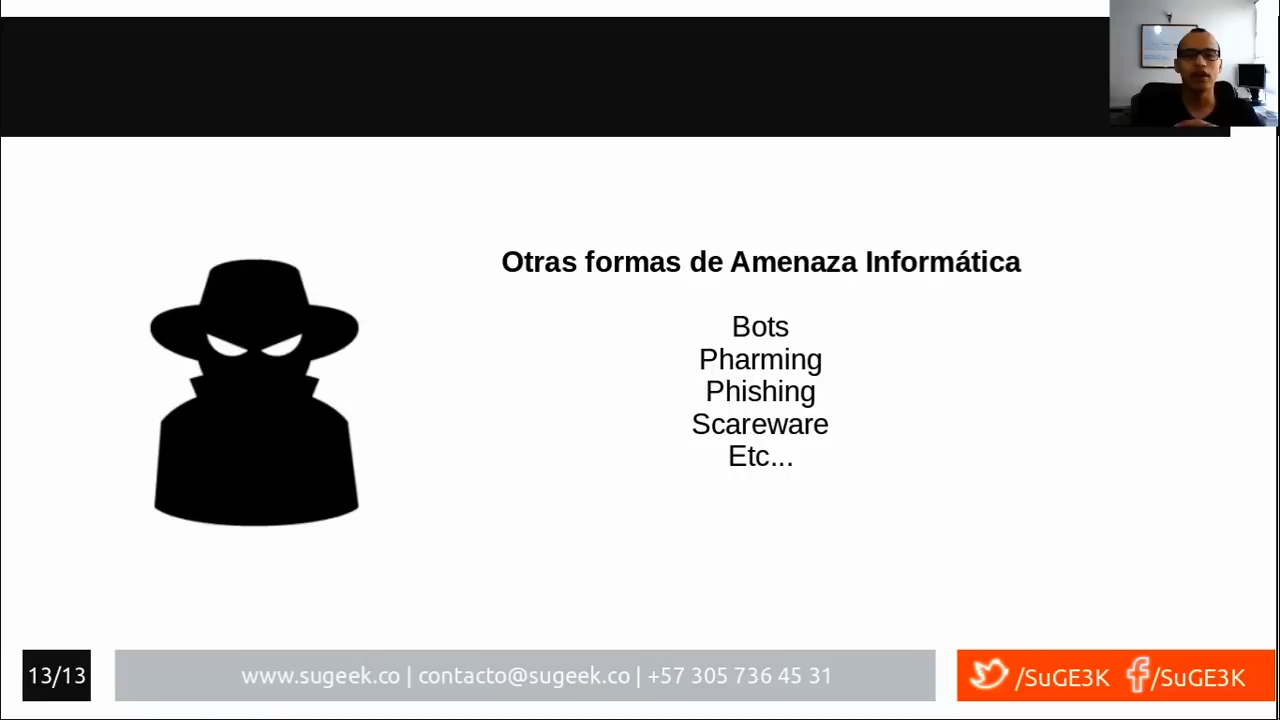 Otras formas de Amenaza Informática
Bots
Pharming
Phishing
Scareware
Etc...
13/13
www.sugeek.co | contacto@sugeek.co | +57 305 736 45 31
/SuGE3K
/SuGE3K